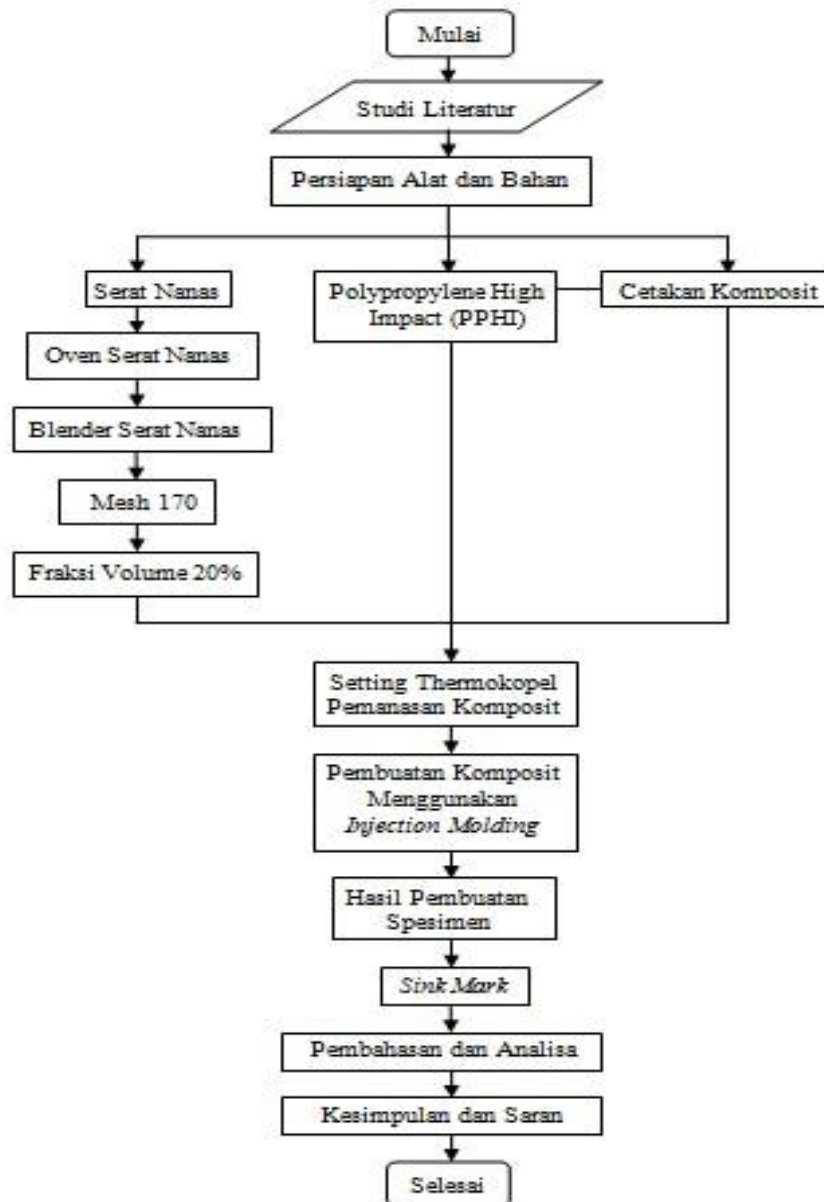 Mulai
Studi Literatur
Persiapan Alat dan Bahan
Serat Nanas
Oven Serat Nanas
Blender Serat Nanas
Mesh 170
Fraksi Volume 20%
Polypropylene High
Impact (PPHI)
Cetakan Komposit
Setting Thermokopel
Pemanasan Komposit
Pembuatan Komposit
Menggunakan
Injection Molding
Hasil Pembuatan
Spesimen
Sink Mark
Pembahasan dan Analisa
Kesimpulan dan Saran
Selesai